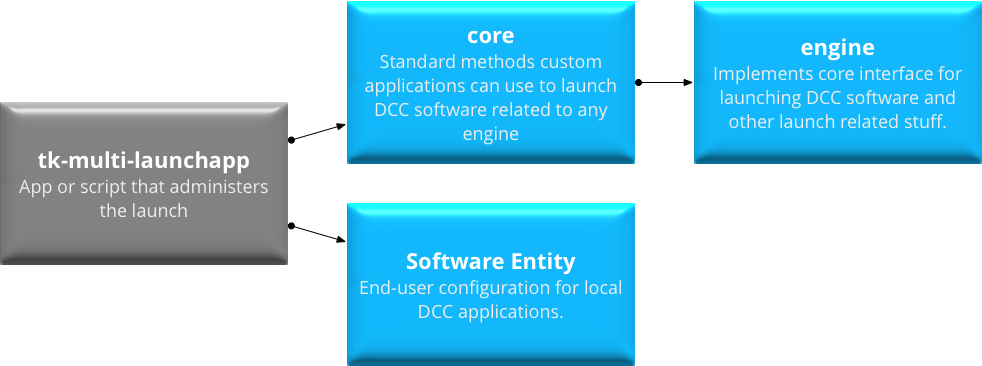 tk-multi-launchapp
App or script that administers
the launch
core
Standard methods custom
applications can use to launch
DCC software related to any
engine
engine
Implements core interface for
launching DCC software and
other launch related stuff.
Software Entity
End-user configuration for local
DCC applications.